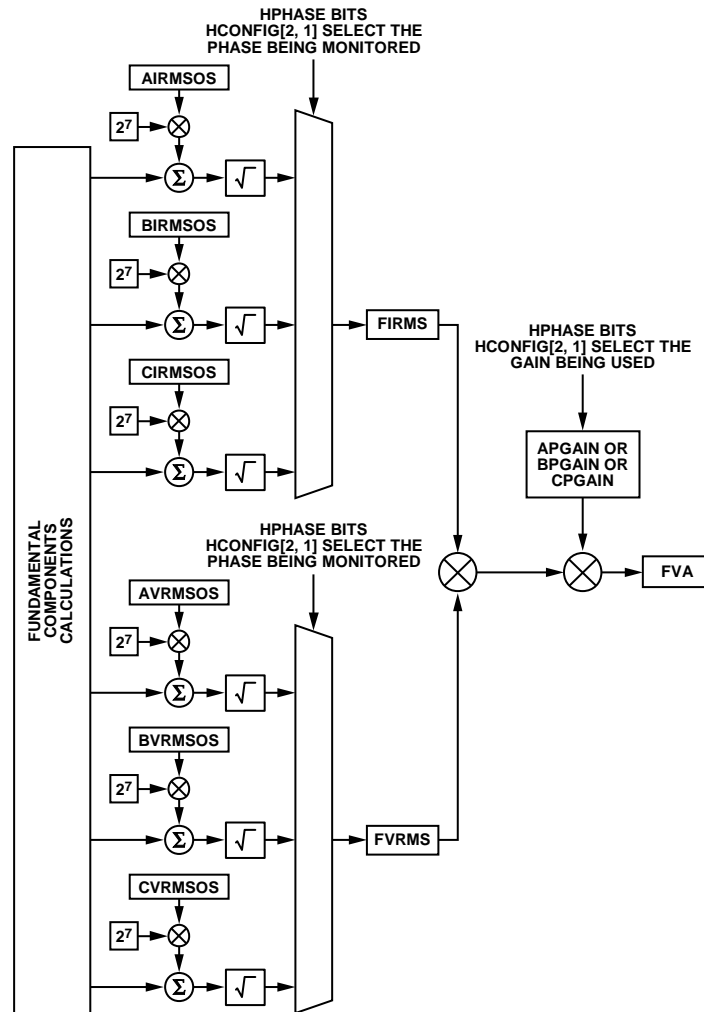 HPHASE BITS
HCONFIG[2, 1] SELECT THE
PHASE BEING MONITORED
AIRMSOS
2⁷
Σ
√
BIRMSOS
2⁷
Σ
√
FIRMS
HPHASE BITS
HCONFIG[2, 1] SELECT THE
GAIN BEING USED
CIRMSOS
2⁷
Σ
√
APGAIN OR
BPGAIN OR
CPGAIN
FUNDAMENTAL
COMPONENTS
CALCULATIONS
HPHASE BITS
HCONFIG[2, 1] SELECT THE
PHASE BEING MONITORED
FVA
AVRMSOS
2⁷
Σ
√
BVRMSOS
2⁷
Σ
√
FVRMS
CVRMSOS
2⁷
Σ
√